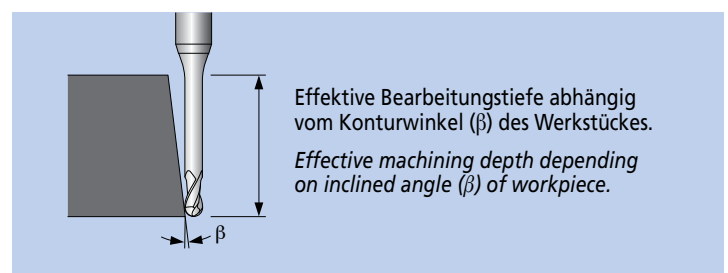 Effektive Bearbeitungstiefe abhängig
vom Konturwinkel (β) des Werkstückes.
Effective machining depth depending
on inclined angle (β) of workpiece.
β